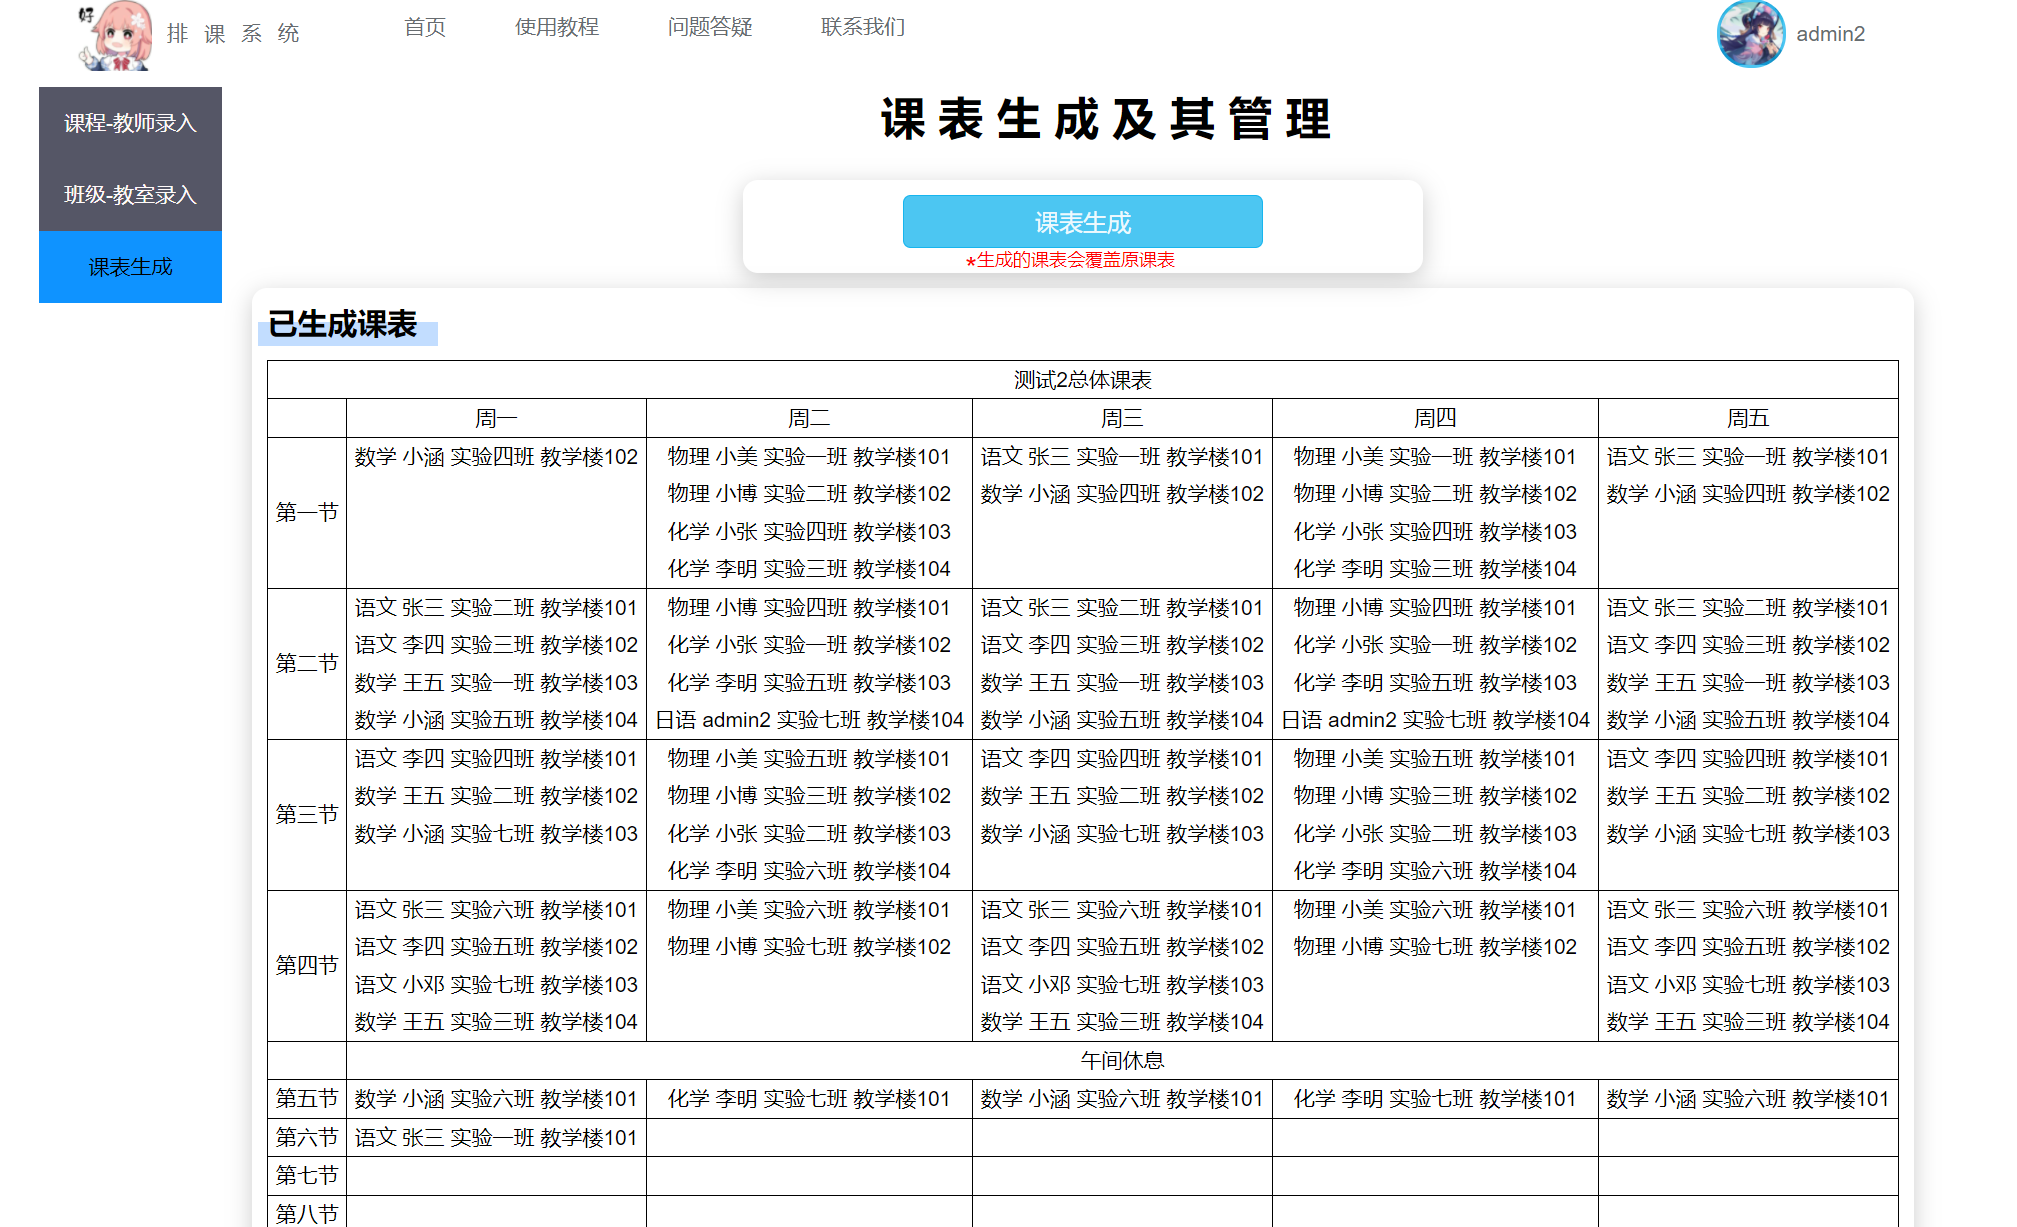 好
排 课 系 统
首页 使用教程 问题答疑 联系我们
admin2
课程-教师录入
班级-教室录入
课表生成
课表生成及其管理
课表生成
*生成的课表会覆盖原课表
已生成课表
测试2总体课表
周一 周二 周三 周四 周五
第一节
数学 小涵 实验四班 教学楼102
物理 小美 实验一班 教学楼101
物理 小博 实验二班 教学楼102
化学 小张 实验四班 教学楼103
化学 李明 实验三班 教学楼104
语文 张三 实验一班 教学楼101
数学 小涵 实验四班 教学楼102
物理 小美 实验一班 教学楼101
物理 小博 实验二班 教学楼102
化学 小张 实验四班 教学楼103
化学 李明 实验三班 教学楼104
语文 张三 实验一班 教学楼101
数学 小涵 实验四班 教学楼102
第二节
语文 张三 实验二班 教学楼101
语文 李四 实验三班 教学楼102
数学 王五 实验一班 教学楼103
数学 小涵 实验五班 教学楼104
物理 小博 实验四班 教学楼101
化学 小张 实验一班 教学楼102
化学 李明 实验五班 教学楼103
日语 admin2 实验七班 教学楼104
语文 张三 实验二班 教学楼101
语文 李四 实验三班 教学楼102
数学 王五 实验一班 教学楼103
数学 小涵 实验五班 教学楼104
物理 小博 实验四班 教学楼101
化学 小张 实验一班 教学楼102
化学 李明 实验五班 教学楼103
日语 admin2 实验七班 教学楼104
语文 张三 实验二班 教学楼101
语文 李四 实验三班 教学楼102
数学 王五 实验一班 教学楼103
数学 小涵 实验五班 教学楼104
第三节
语文 李四 实验四班 教学楼101
数学 王五 实验二班 教学楼102
数学 小涵 实验七班 教学楼103
物理 小美 实验五班 教学楼101
物理 小博 实验三班 教学楼102
化学 小张 实验二班 教学楼103
化学 李明 实验六班 教学楼104
语文 李四 实验四班 教学楼101
数学 王五 实验二班 教学楼102
数学 小涵 实验七班 教学楼103
物理 小美 实验五班 教学楼101
物理 小博 实验三班 教学楼102
化学 小张 实验二班 教学楼103
化学 李明 实验六班 教学楼104
语文 李四 实验四班 教学楼101
数学 王五 实验二班 教学楼102
数学 小涵 实验七班 教学楼103
第四节
语文 张三 实验六班 教学楼101
语文 李四 实验五班 教学楼102
语文 小邓 实验七班 教学楼103
数学 王五 实验三班 教学楼104
物理 小美 实验六班 教学楼101
物理 小博 实验七班 教学楼102
语文 张三 实验六班 教学楼101
语文 李四 实验五班 教学楼102
语文 小邓 实验七班 教学楼103
数学 王五 实验三班 教学楼104
物理 小美 实验六班 教学楼101
物理 小博 实验七班 教学楼102
语文 张三 实验六班 教学楼101
语文 李四 实验五班 教学楼102
语文 小邓 实验七班 教学楼103
数学 王五 实验三班 教学楼104
午间休息
第五节 数学 小涵 实验六班 教学楼101 化学 李明 实验七班 教学楼101 数学 小涵 实验六班 教学楼101 化学 李明 实验七班 教学楼101 数学 小涵 实验六班 教学楼101
第六节 语文 张三 实验一班 教学楼101
第七节
第八节